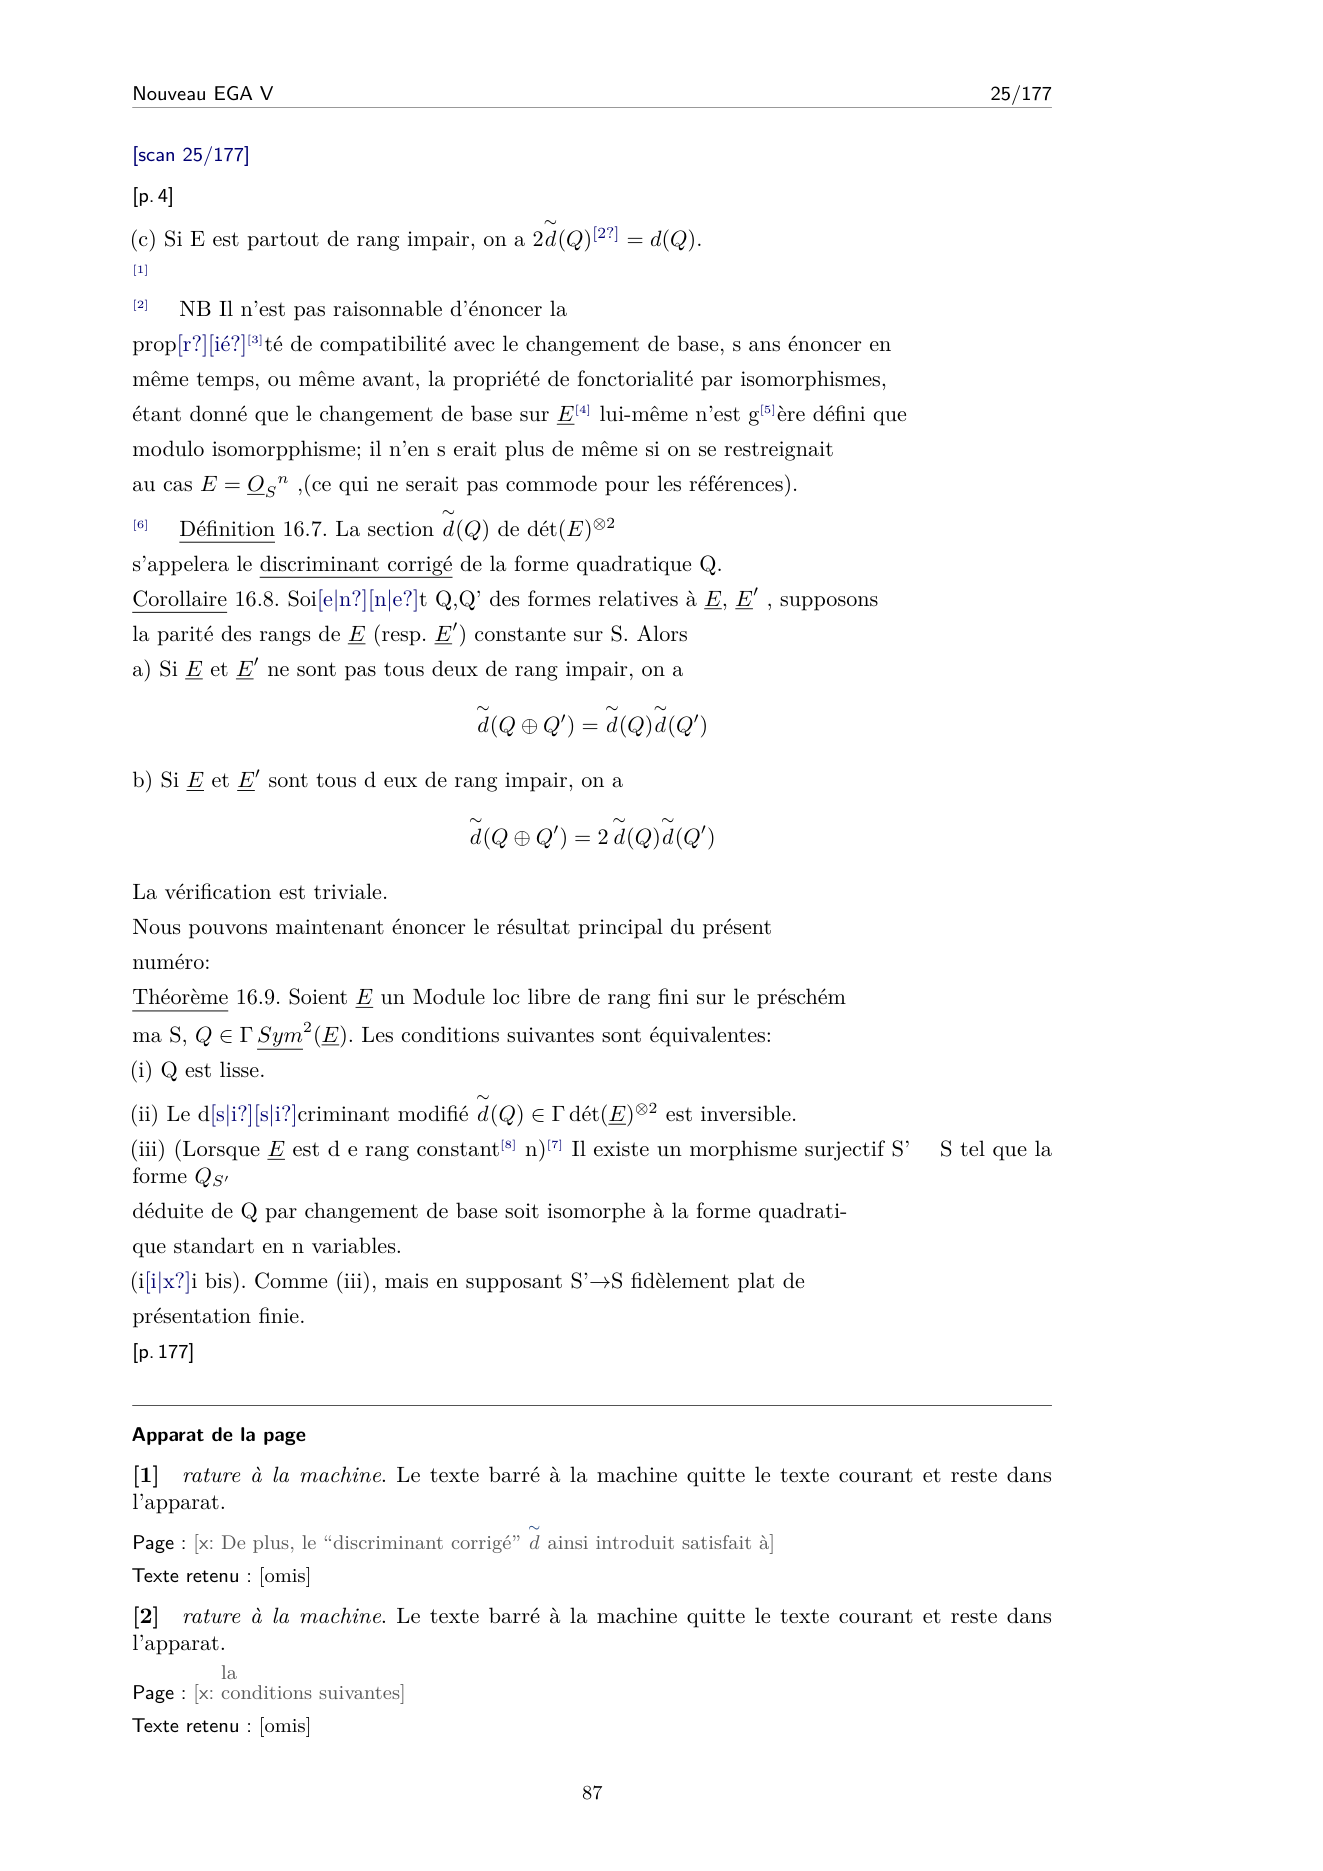 Nouveau EGA V 25/177
[scan 25/177]
[p. 4]
(c) Si E est partout de rang impair, on a 2d̃(Q)[2?] = d(Q).
[1]
[2] NB Il n'est pas raisonnable d'énoncer la
prop[r?][ié?][3]té de compatibilité avec le changement de base, s ans énoncer en
même temps, ou même avant, la propriété de fonctorialité par isomorphismes,
étant donné que le changement de base sur E[4] lui-même n'est g[5]ère défini que
modulo isomorpphisme; il n'en s erait plus de même si on se restreignait
au cas E = O_S^n ,(ce qui ne serait pas commode pour les références).
[6] Définition 16.7. La section d̃(Q) de dét(E)^⊗2
s'appelera le discriminant corrigé de la forme quadratique Q.
Corollaire 16.8. Soi[e|n?][n|e?]t Q,Q' des formes relatives à E, E′ , supposons
la parité des rangs de E (resp. E′) constante sur S. Alors
a) Si E et E′ ne sont pas tous deux de rang impair, on a
d̃(Q ⊕ Q′) = d̃(Q)d̃(Q′)
b) Si E et E′ sont tous d eux de rang impair, on a
d̃(Q ⊕ Q′) = 2 d̃(Q)d̃(Q′)
La vérification est triviale.
Nous pouvons maintenant énoncer le résultat principal du présent
numéro:
Théorème 16.9. Soient E un Module loc libre de rang fini sur le préschém
ma S, Q ∈ Γ Sym²(E). Les conditions suivantes sont équivalentes:
(i) Q est lisse.
(ii) Le d[s|i?][s|i?]criminant modifié d̃(Q) ∈ Γ dét(E)^⊗2 est inversible.
(iii) (Lorsque E est d e rang constant[8] n)[7] Il existe un morphisme surjectif S' S tel que la
forme Q_S′
déduite de Q par changement de base soit isomorphe à la forme quadrati-
que standart en n variables.
(i[i|x?]i bis). Comme (iii), mais en supposant S'→S fidèlement plat de
présentation finie.
[p. 177]
Apparat de la page
[1] rature à la machine. Le texte barré à la machine quitte le texte courant et reste dans
l'apparat.
Page : [x: De plus, le “discriminant corrigé” d̃ ainsi introduit satisfait à]
Texte retenu : [omis]
[2] rature à la machine. Le texte barré à la machine quitte le texte courant et reste dans
l'apparat.
la
Page : [x: conditions suivantes]
Texte retenu : [omis]
87